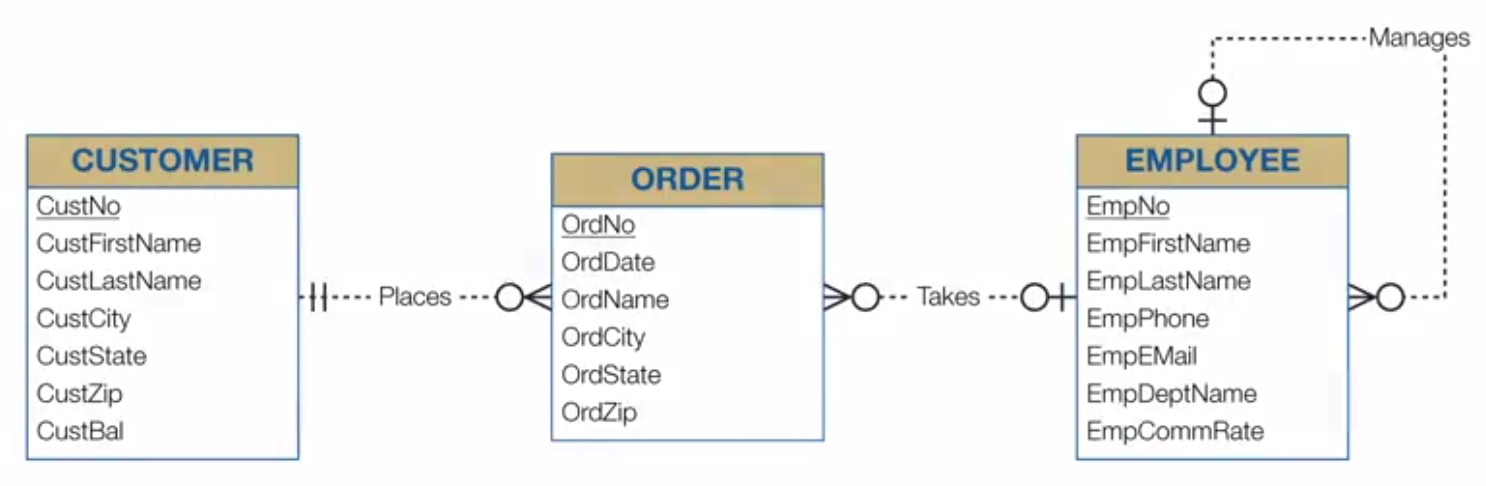 Manages
CUSTOMER
CustNo
CustFirstName
CustLastName
CustCity
CustState
CustZip
CustBal
Places
ORDER
OrdNo
OrdDate
OrdName
OrdCity
OrdState
OrdZip
Takes
EMPLOYEE
EmpNo
EmpFirstName
EmpLastName
EmpPhone
EmpEMail
EmpDeptName
EmpCommRate